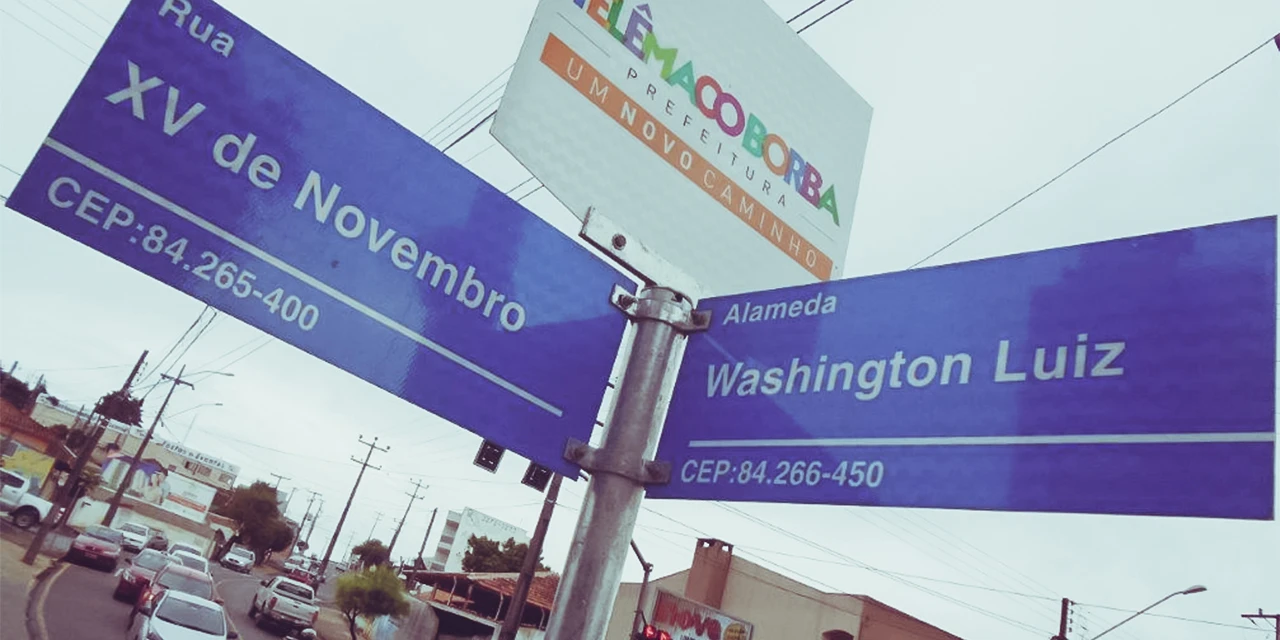 Rua
XV de Novembro
CEP:84.265-400
TELÊMACO BORBA
PREFEITURA
UM NOVO CAMINHO
Alameda
Washington Luiz
CEP:84.266-450